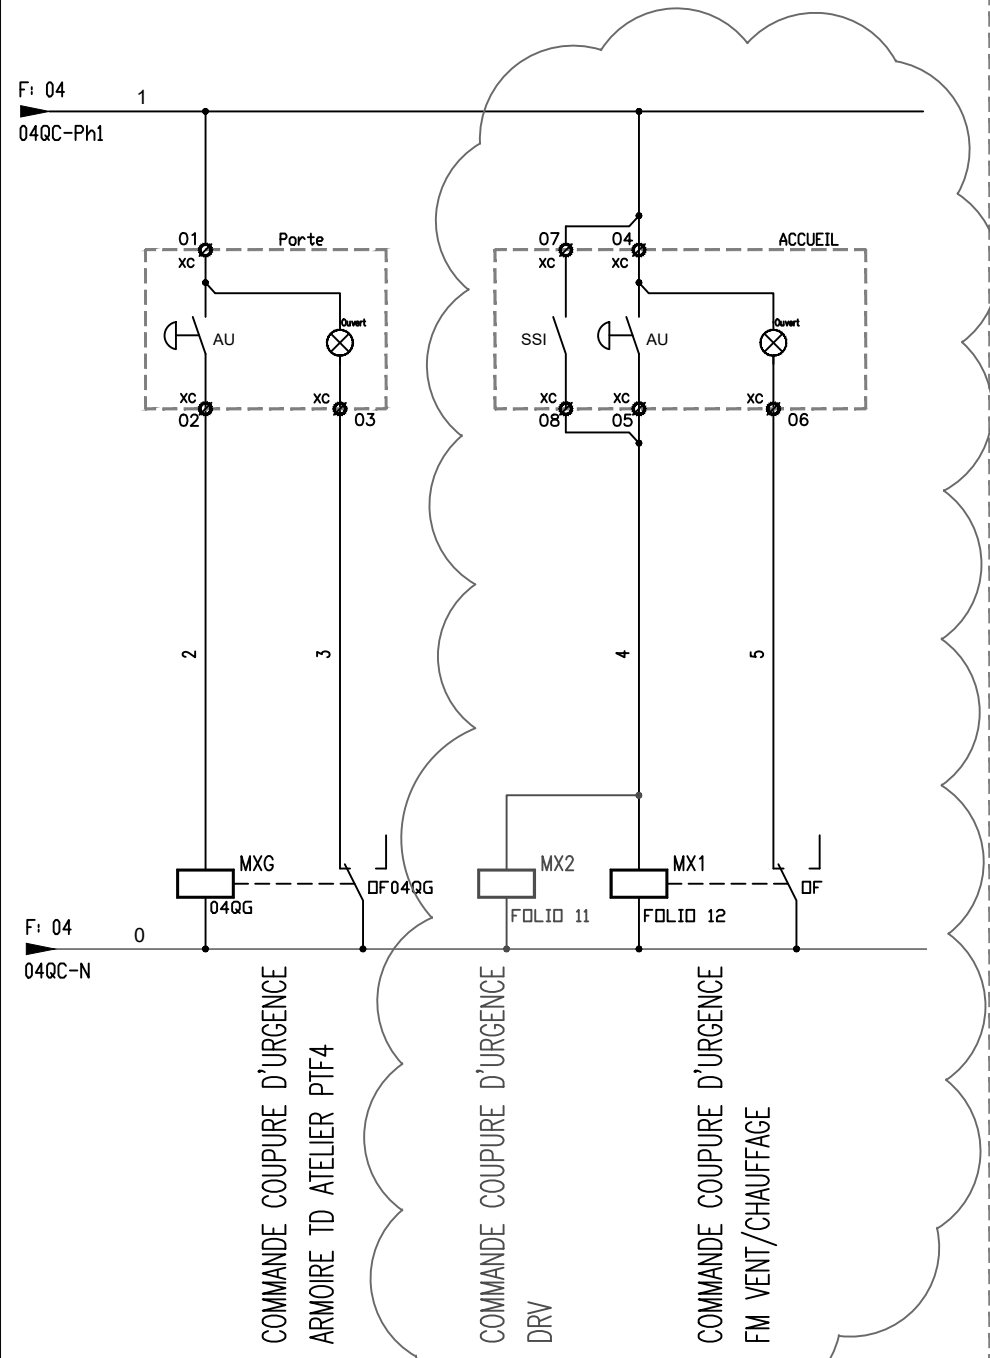 F: 04
1
04QC-Ph1
01
Porte
XC
Ouvert
AU
XC
XC
02
03
07
04
ACCUEIL
XC
XC
Ouvert
SSI
AU
XC
XC
XC
08
05
06
2
3
4
5
MXG
OF04QG
04QG
MX2
FOLIO 11
MX1
OF
FOLIO 12
F: 04
0
04QC-N
COMMANDE COUPURE D'URGENCE
ARMOIRE TD ATELIER PTF4
COMMANDE COUPURE D'URGENCE
DRV
COMMANDE COUPURE D'URGENCE
FM VENT/CHAUFFAGE